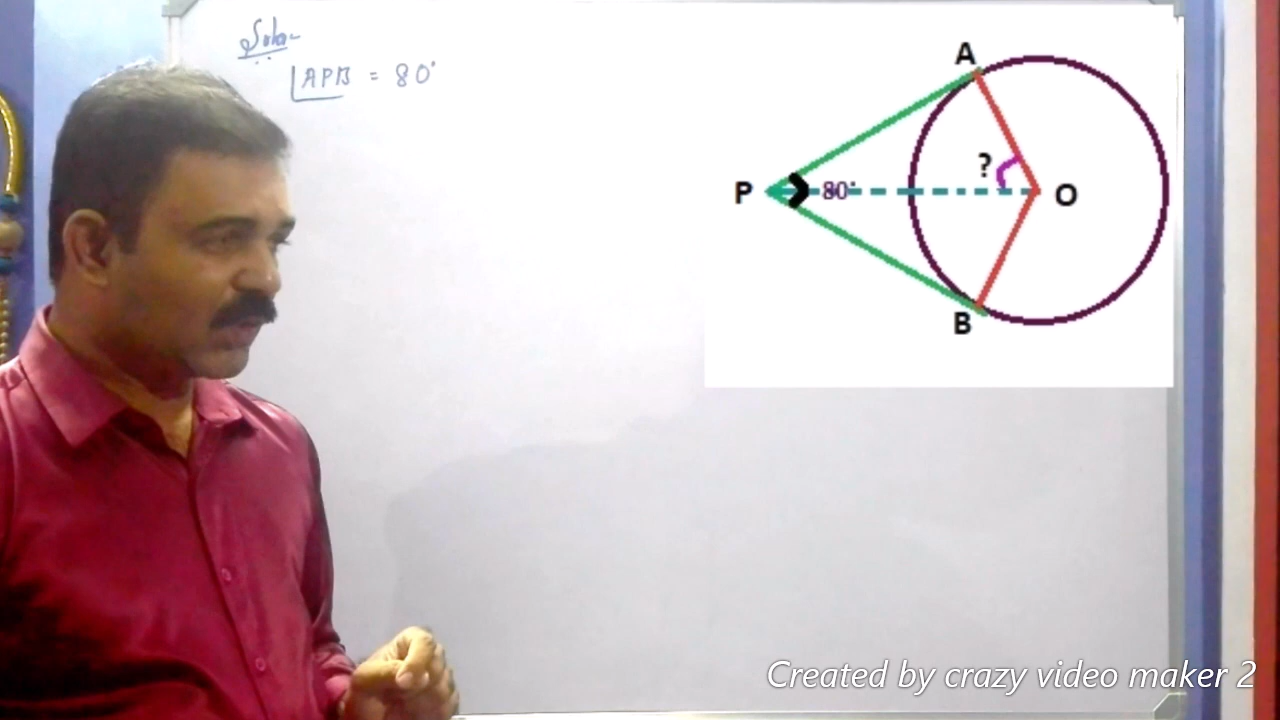 Soln-
∠APB = 80°
A
?
P
80°
O
B
Created by crazy video maker 2